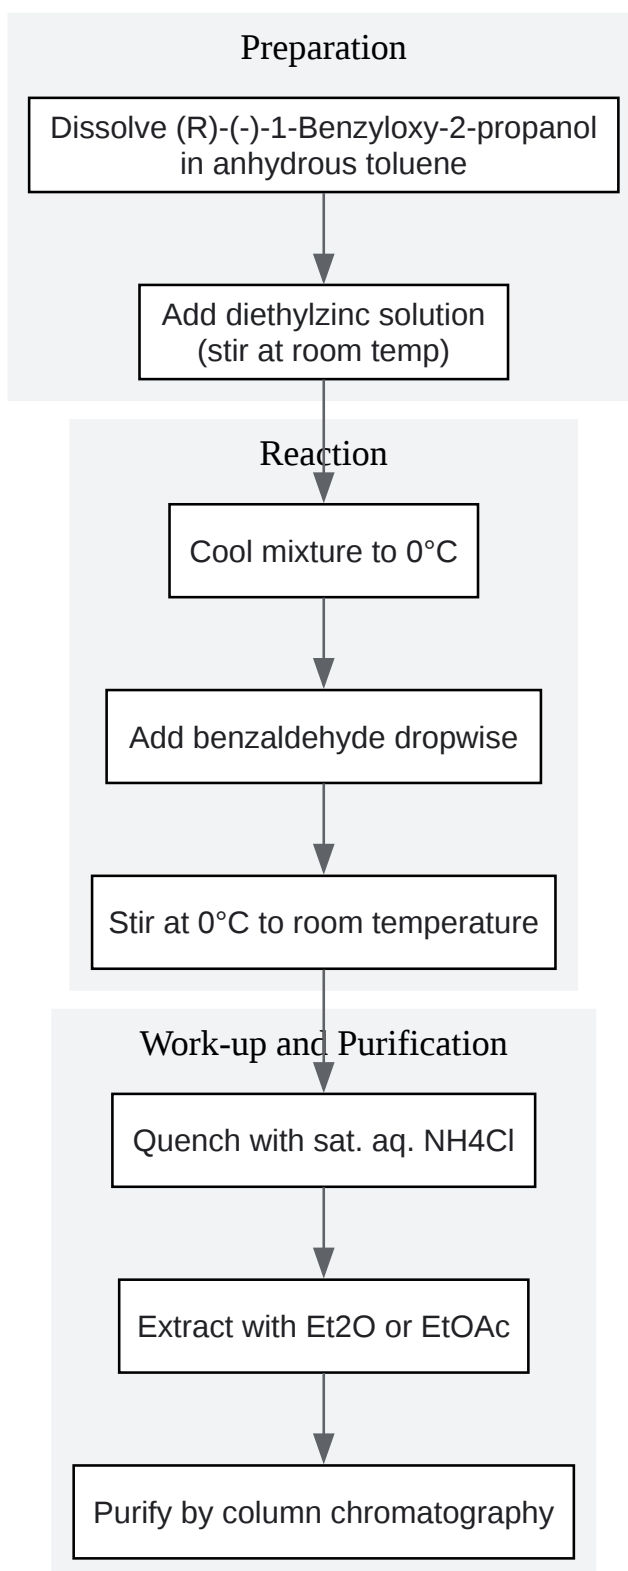 Preparation
Dissolve (R)-(-)-1-Benzyloxy-2-propanol
in anhydrous toluene
Add diethylzinc solution
(stir at room temp)
Reaction
Cool mixture to 0°C
Add benzaldehyde dropwise
Stir at 0°C to room temperature
Work-up and Purification
Quench with sat. aq. NH4Cl
Extract with Et2O or EtOAc
Purify by column chromatography